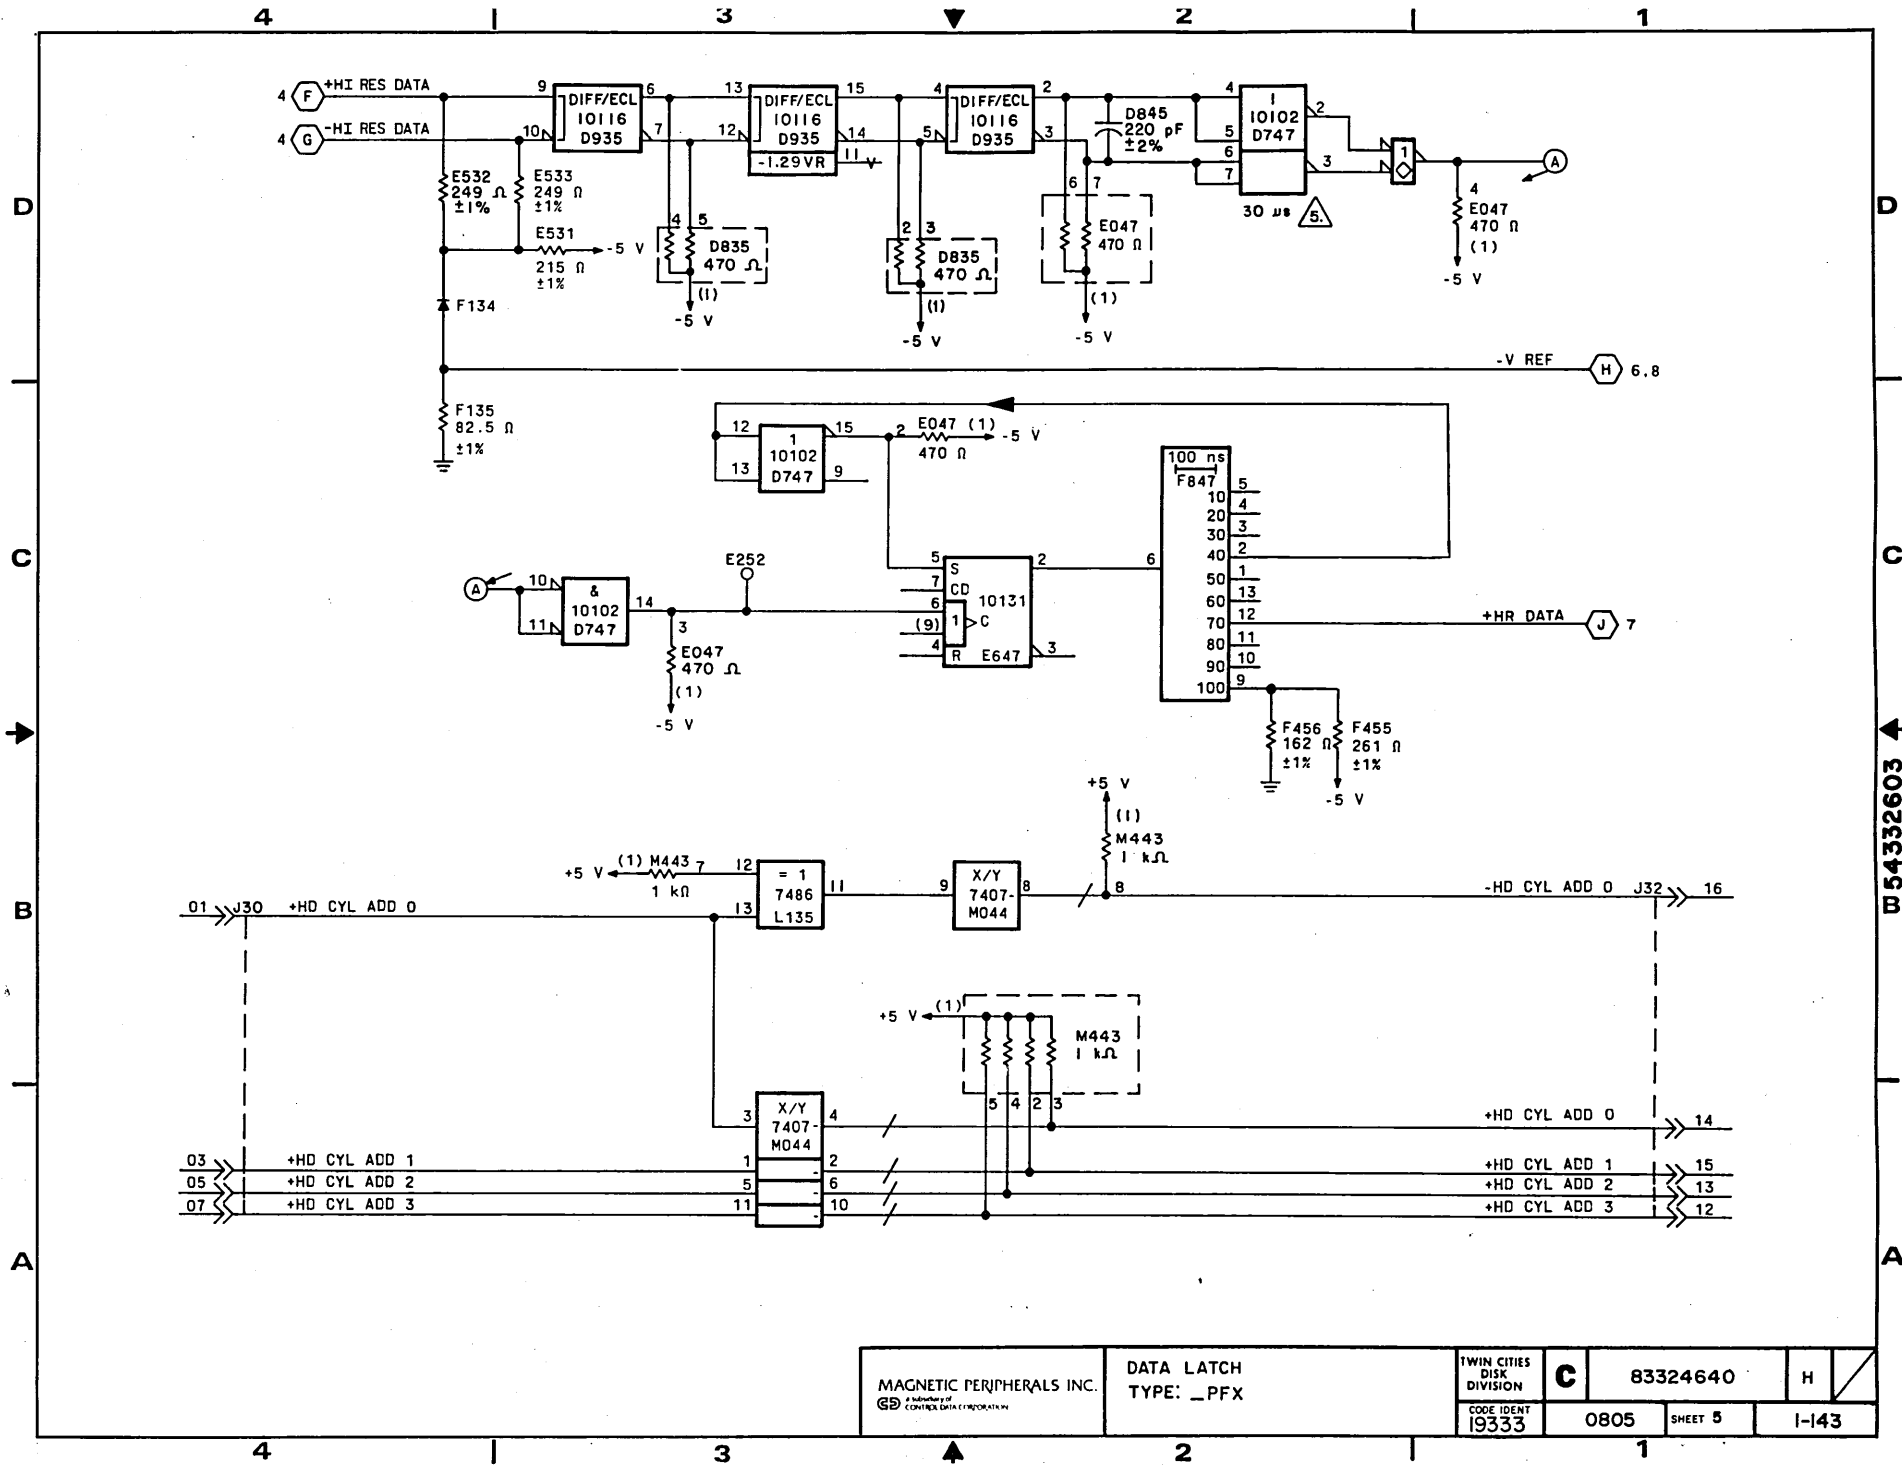 4 3 2 1
4 F +HI RES DATA
4 G -HI RES DATA
9 10 DIFF/ECL 10116 D935 6 7
13 12 DIFF/ECL 10116 D935 15 14
-1.29VR 11 V
4 5 DIFF/ECL 10116 D935 2 3
D845
220 pF
±2%
4 5 6 7
1
10102
D747
2
3
30 µs 5.
1
A
E532
249 Ω
±1%
E533
249 Ω
±1%
E531
215 Ω
±1%
-5 V
F134
4 5
D835
470 Ω
(1)
-5 V
2 3
D835
470 Ω
(1)
-5 V
6 7
E047
470 Ω
(1)
-5 V
4
E047
470 Ω
(1)
-5 V
D D
-V REF H 6.8
F135
82.5 Ω
±1%
12 13
1
10102
D747
15
9
2 E047 (1)
470 Ω
-5 V
100 ns
F847
10 5
20 4
30 3
40 2
50 1
60 13
70 12
80 11
90 10
100 9
6
+HR DATA J 7
C C
A
10
11
&
10102
D747
14
E252
3
E047
470 Ω
(1)
-5 V
5 S
7 CD
6
(9) 1 C
4 R
10131
E647
2
3
F456
162 Ω
±1%
F455
261 Ω
±1%
-5 V
+5 V
(1)
M443
1 kΩ
+5 V (1) M443 7
1 kΩ
12
13
= 1
7486
L135
11
9
X/Y
7407
M044
8
8
-HD CYL ADD 0 J32 16
B B
01 J30 +HD CYL ADD 0
+5 V (1)
M443
1 kΩ
5 4 2 3
3
X/Y
7407
M044
4
+HD CYL ADD 0 14
03 +HD CYL ADD 1 1 2 +HD CYL ADD 1 15
05 +HD CYL ADD 2 5 6 +HD CYL ADD 2 13
07 +HD CYL ADD 3 11 10 +HD CYL ADD 3 12
A A
B 54332603
MAGNETIC PERIPHERALS INC.
a subsidiary of
CONTROL DATA CORPORATION
DATA LATCH
TYPE: _PFX
TWIN CITIES
DISK
DIVISION
C
83324640
H
CODE IDENT
19333
0805
SHEET 5
1-143
4 3 2 1